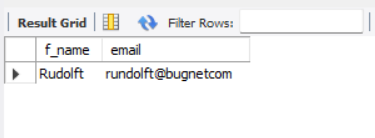 Result Grid Filter Rows:
f_name email
Rudolft rundolft@bugnetcom